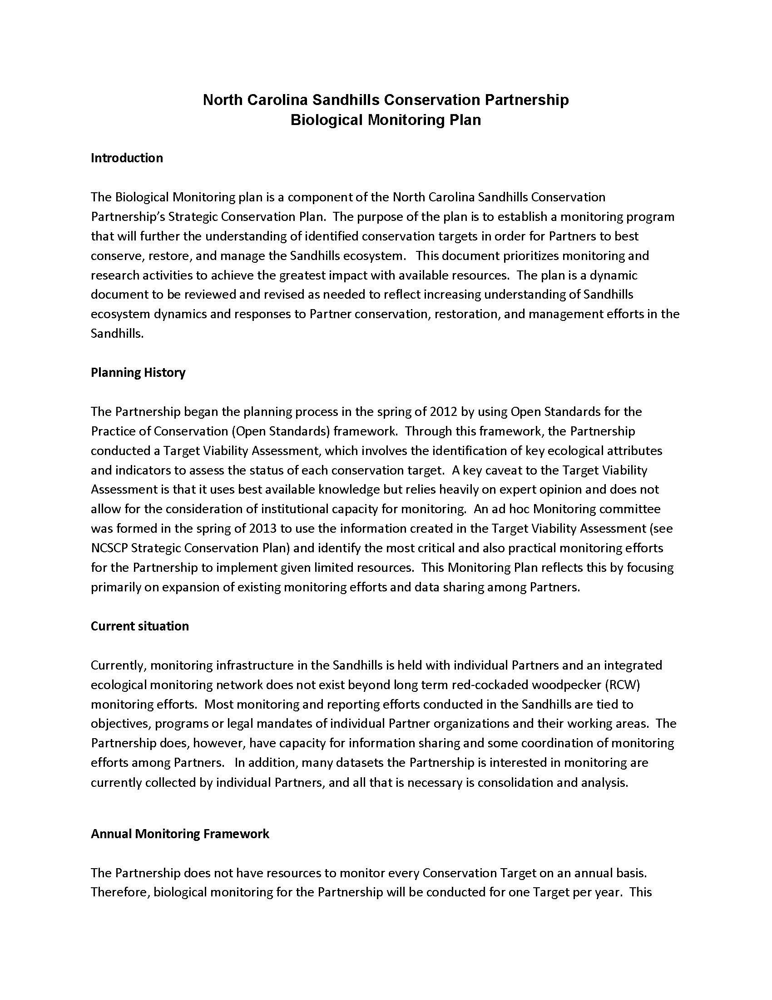 North Carolina Sandhills Conservation Partnership
Biological Monitoring Plan
Introduction
The Biological Monitoring plan is a component of the North Carolina Sandhills Conservation
Partnership’s Strategic Conservation Plan.  The purpose of the plan is to establish a monitoring program
that will further the understanding of identified conservation targets in order for Partners to best
conserve, restore, and manage the Sandhills ecosystem.   This document prioritizes monitoring and
research activities to achieve the greatest impact with available resources.  The plan is a dynamic
document to be reviewed and revised as needed to reflect increasing understanding of Sandhills
ecosystem dynamics and responses to Partner conservation, restoration, and management efforts in the
Sandhills.
Planning History
The Partnership began the planning process in the spring of 2012 by using Open Standards for the
Practice of Conservation (Open Standards) framework.  Through this framework, the Partnership
conducted a Target Viability Assessment, which involves the identification of key ecological attributes
and indicators to assess the status of each conservation target.  A key caveat to the Target Viability
Assessment is that it uses best available knowledge but relies heavily on expert opinion and does not
allow for the consideration of institutional capacity for monitoring.  An ad hoc Monitoring committee
was formed in the spring of 2013 to use the information created in the Target Viability Assessment (see
NCSCP Strategic Conservation Plan) and identify the most critical and also practical monitoring efforts
for the Partnership to implement given limited resources.  This Monitoring Plan reflects this by focusing
primarily on expansion of existing monitoring efforts and data sharing among Partners.
Current situation
Currently, monitoring infrastructure in the Sandhills is held with individual Partners and an integrated
ecological monitoring network does not exist beyond long term red-cockaded woodpecker (RCW)
monitoring efforts.  Most monitoring and reporting efforts conducted in the Sandhills are tied to
objectives, programs or legal mandates of individual Partner organizations and their working areas.  The
Partnership does, however, have capacity for information sharing and some coordination of monitoring
efforts among Partners.   In addition, many datasets the Partnership is interested in monitoring are
currently collected by individual Partners, and all that is necessary is consolidation and analysis.
Annual Monitoring Framework
The Partnership does not have resources to monitor every Conservation Target on an annual basis.
Therefore, biological monitoring for the Partnership will be conducted for one Target per year.  This